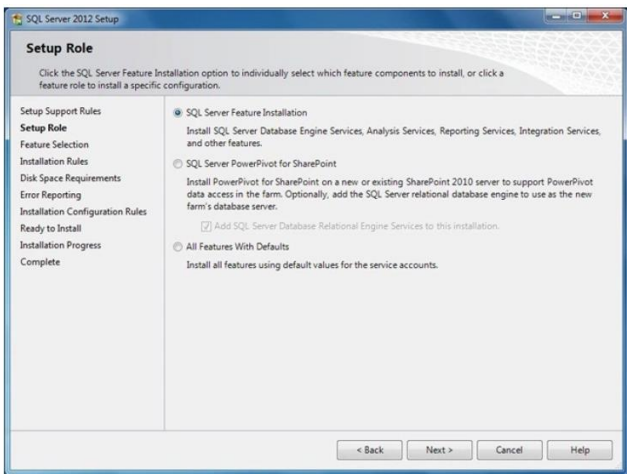 SQL Server 2012 Setup
Setup Role
Click the SQL Server Feature Installation option to individually select which feature components to install, or click a
feature role to install a specific configuration.
Setup Support Rules
Setup Role
Feature Selection
Installation Rules
Disk Space Requirements
Error Reporting
Installation Configuration Rules
Ready to Install
Installation Progress
Complete
SQL Server Feature Installation
Install SQL Server Database Engine Services, Analysis Services, Reporting Services, Integration Services,
and other features.
SQL Server PowerPivot for SharePoint
Install PowerPivot for SharePoint on a new or existing SharePoint 2010 server to support PowerPivot
data access in the farm. Optionally, add the SQL Server relational database engine to use as the new
farm's database server.
Add SQL Server Database Relational Engine Services to this installation.
All Features With Defaults
Install all features using default values for the service accounts.
< Back
Next >
Cancel
Help